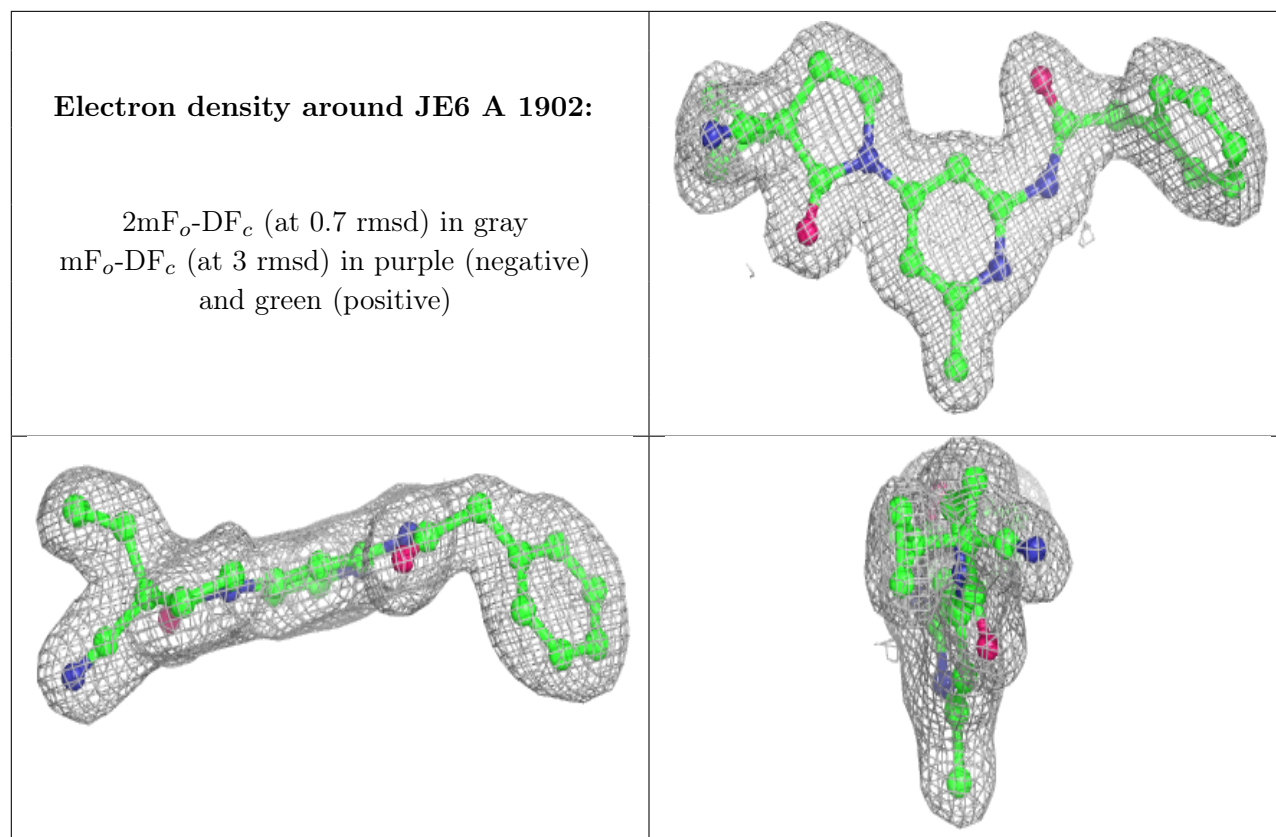 Electron density around JE6 A 1902:
2mFₒ-DF𝒸 (at 0.7 rmsd) in gray
mFₒ-DF𝒸 (at 3 rmsd) in purple (negative)
and green (positive)